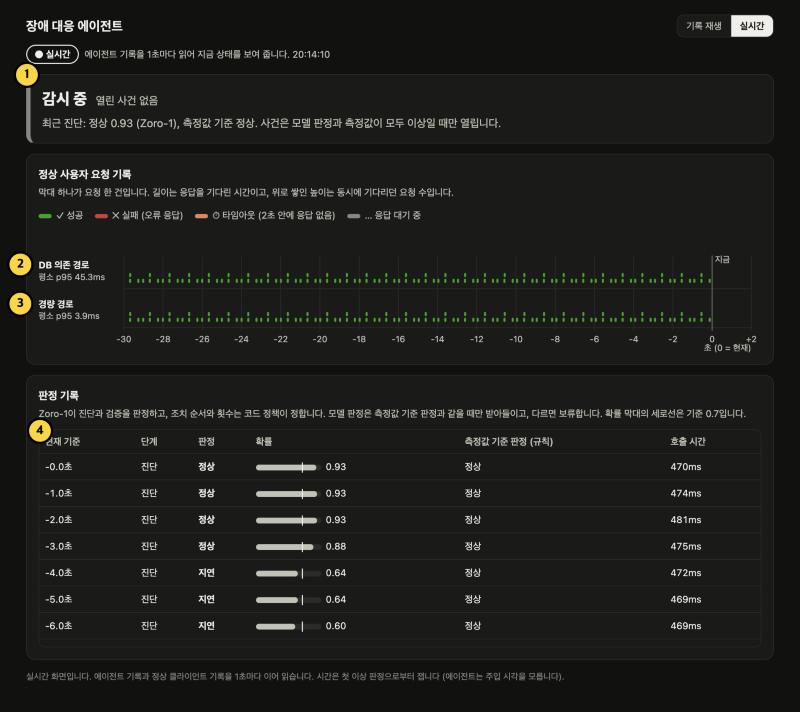 장애 대응 에이전트
기록 재생 실시간
실시간 에이전트 기록을 1초마다 읽어 지금 상태를 보여 줍니다. 20:14:10
1
감시 중 열린 사건 없음
최근 진단: 정상 0.93 (Zoro-1), 측정값 기준 정상. 사건은 모델 판정과 측정값이 모두 이상일 때만 열립니다.
정상 사용자 요청 기록
막대 하나가 요청 한 건입니다. 길이는 응답을 기다린 시간이고, 위로 쌓인 높이는 동시에 기다리던 요청 수입니다.
✓ 성공 ✕ 실패 (오류 응답) ⏱ 타임아웃 (2초 안에 응답 없음) … 응답 대기 중
지금
2 DB 의존 경로
평소 p95 45.3ms
3 경량 경로
평소 p95 3.9ms
-30 -28 -26 -24 -22 -20 -18 -16 -14 -12 -10 -8 -6 -4 -2 0 +2
초 (0 = 현재)
판정 기록
Zoro-1이 진단과 검증을 판정하고, 조치 순서와 횟수는 코드 정책이 정합니다. 모델 판정은 측정값 기준 판정과 같을 때만 받아들이고, 다르면 보류합니다. 확률 막대의 세로선은 기준 0.7입니다.
4
현재 기준 단계 판정 확률 측정값 기준 판정 (규칙) 호출 시간
-0.0초 진단 정상 0.93 정상 470ms
-1.0초 진단 정상 0.93 정상 474ms
-2.0초 진단 정상 0.93 정상 481ms
-3.0초 진단 정상 0.88 정상 475ms
-4.0초 진단 지연 0.64 정상 472ms
-5.0초 진단 지연 0.64 정상 469ms
-6.0초 진단 지연 0.60 정상 469ms
실시간 화면입니다. 에이전트 기록과 정상 클라이언트 기록을 1초마다 이어 읽습니다. 시간은 첫 이상 판정으로부터 잽니다 (에이전트는 주입 시각을 모릅니다).